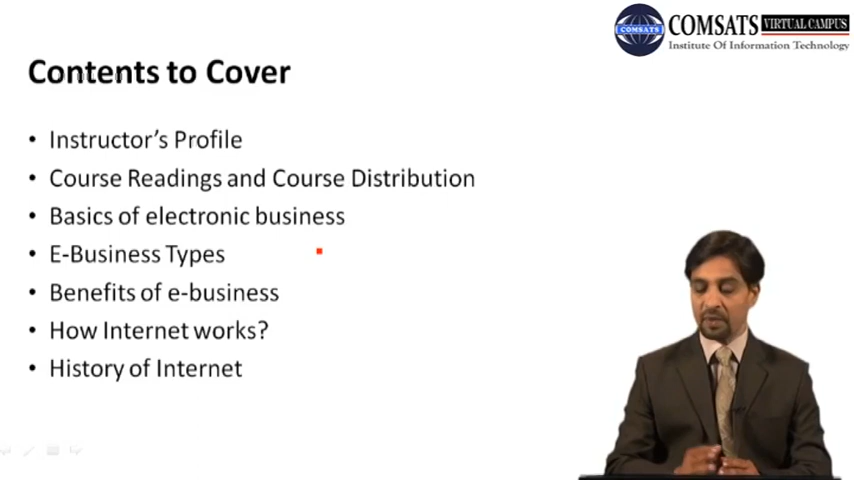 COMSATS VIRTUAL CAMPUS
COMSATS
Institute Of Information Technology
Contents to Cover
• Instructor's Profile
• Course Readings and Course Distribution
• Basics of electronic business
• E-Business Types
• Benefits of e-business
• How Internet works?
• History of Internet